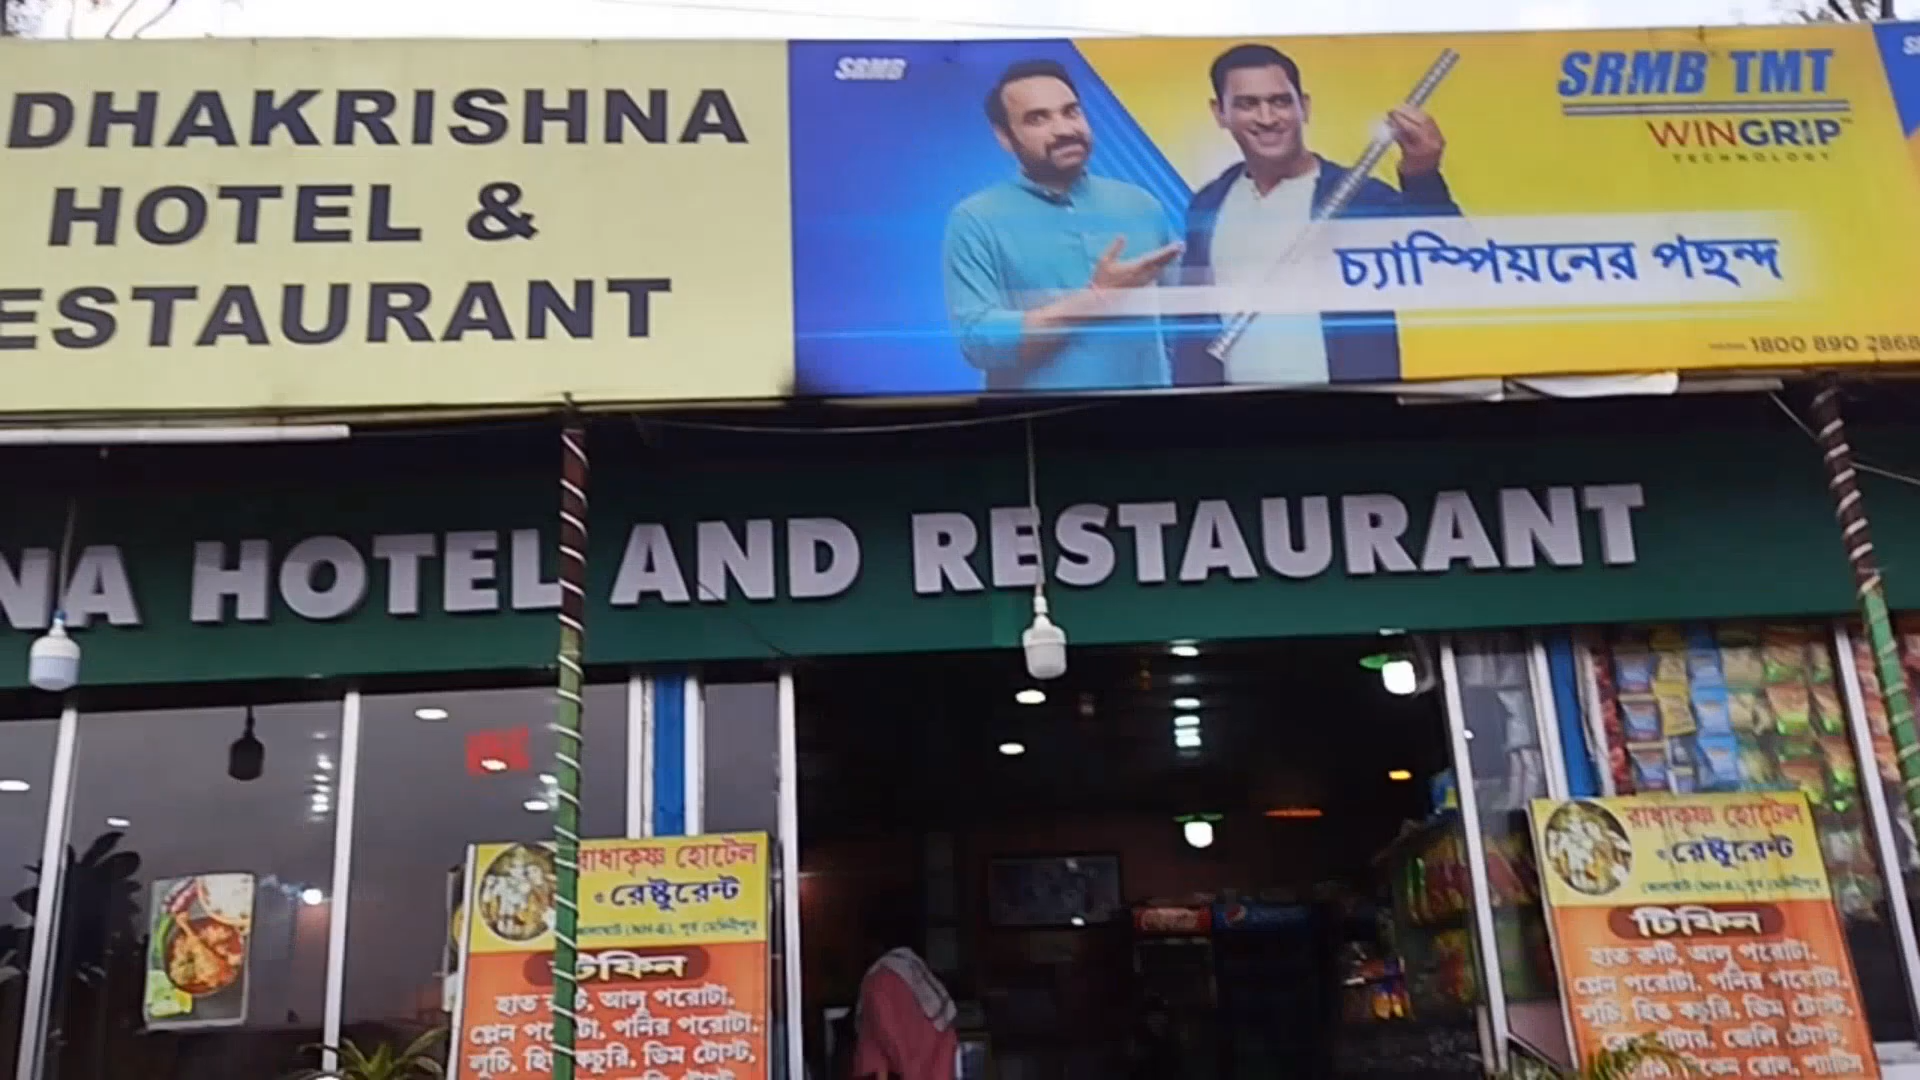 DHAKRISHNA
HOTEL &
ESTAURANT
SRMB
SRMB TMT
WINGRIP
TECHNOLOGY
চ্যাম্পিয়নের পছন্দ
1800 890 2868
NA HOTEL AND RESTAURANT
রাধাকৃষ্ণ হোটেল
ও রেষ্টুরেন্ট
টিফিন
হাত রুটি, আলু পরোটা,
প্লেন পরোটা, পনির পরোটা,
লুচি, হিং কচুরি, ডিম টোস্ট,
রাধাকৃষ্ণ হোটেল
ও রেষ্টুরেন্ট
টিফিন
হাত রুটি, আলু পরোটা,
প্লেন পরোটা, পনির পরোটা,
লুচি, হিং কচুরি, ডিম টোস্ট,
জেলি টোস্ট,